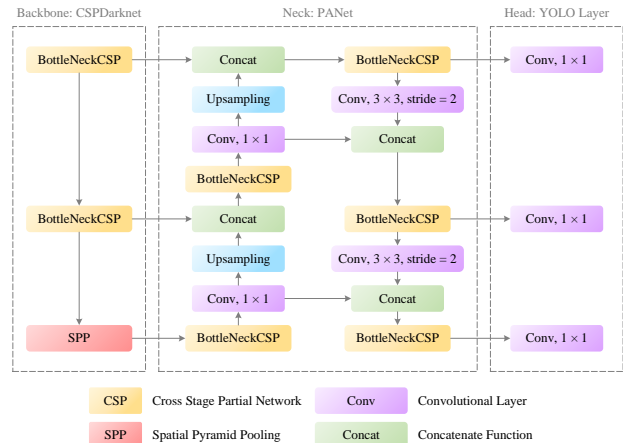 Backbone: CSPDarknet Neck: PANet Head: YOLO Layer
BottleNeckCSP Concat BottleNeckCSP Conv, 1 × 1
Upsampling Conv, 3 × 3, stride = 2
Conv, 1 × 1 Concat
BottleNeckCSP
BottleNeckCSP Concat BottleNeckCSP Conv, 1 × 1
Upsampling Conv, 3 × 3, stride = 2
Conv, 1 × 1 Concat
SPP BottleNeckCSP BottleNeckCSP Conv, 1 × 1
CSP Cross Stage Partial Network Conv Convolutional Layer
SPP Spatial Pyramid Pooling Concat Concatenate Function